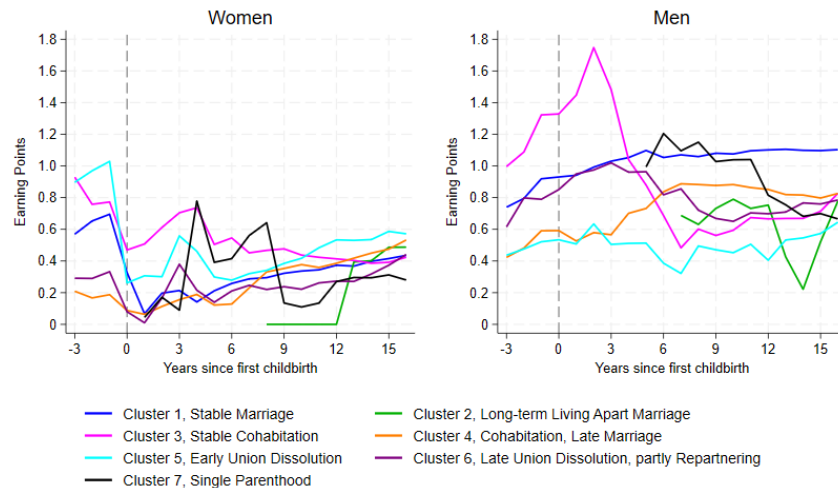 Women
Men
Earning Points
1.8
1.6
1.4
1.2
1.0
0.8
0.6
0.4
0.2
0
-3 0 3 6 9 12 15
Years since first childbirth
Earning Points
1.8
1.6
1.4
1.2
1.0
0.8
0.6
0.4
0.2
0
-3 0 3 6 9 12 15
Years since first childbirth
Cluster 1, Stable Marriage
Cluster 2, Long-term Living Apart Marriage
Cluster 3, Stable Cohabitation
Cluster 4, Cohabitation, Late Marriage
Cluster 5, Early Union Dissolution
Cluster 6, Late Union Dissolution, partly Repartnering
Cluster 7, Single Parenthood